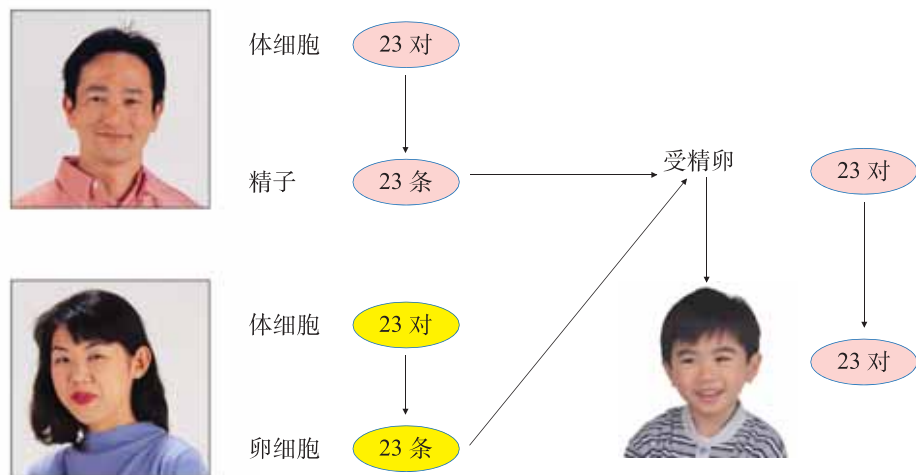 体细胞 23 对
精子 23 条
受精卵 23 对
体细胞 23 对
23 对
卵细胞 23 条